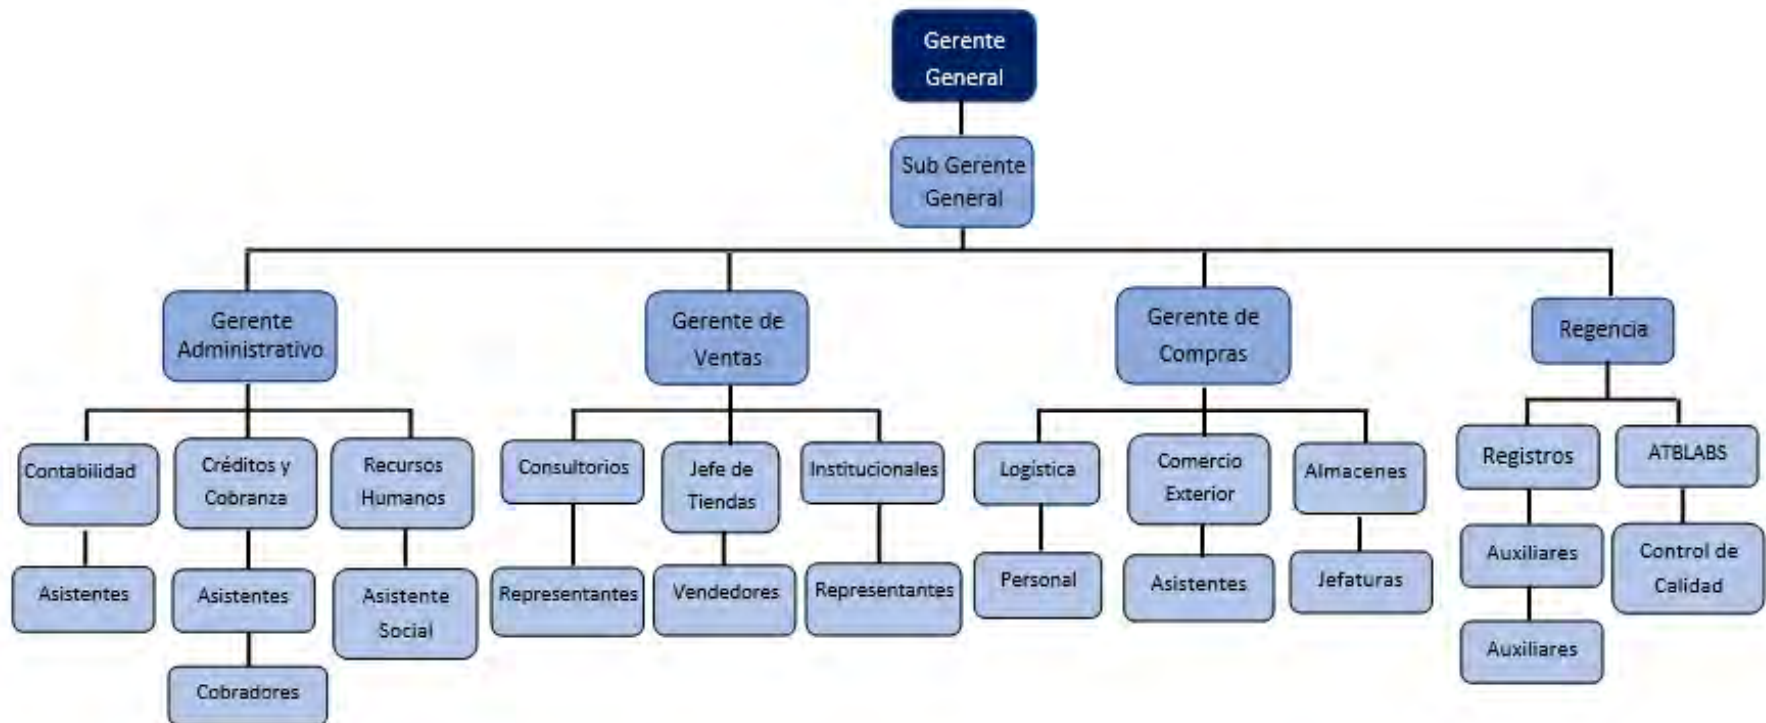 Gerente
General
Sub Gerente
General
Gerente
Administrativo
Gerente de
Ventas
Gerente de
Compras
Regencia
Contabilidad
Créditos y
Cobranza
Recursos
Humanos
Consultorios
Jefe de
Tiendas
Institucionales
Logística
Comercio
Exterior
Almacenes
Registros
ATBLABS
Asistentes
Asistentes
Asistente
Social
Representantes
Vendedores
Representantes
Personal
Asistentes
Jefaturas
Auxiliares
Control de
Calidad
Cobradores
Auxiliares